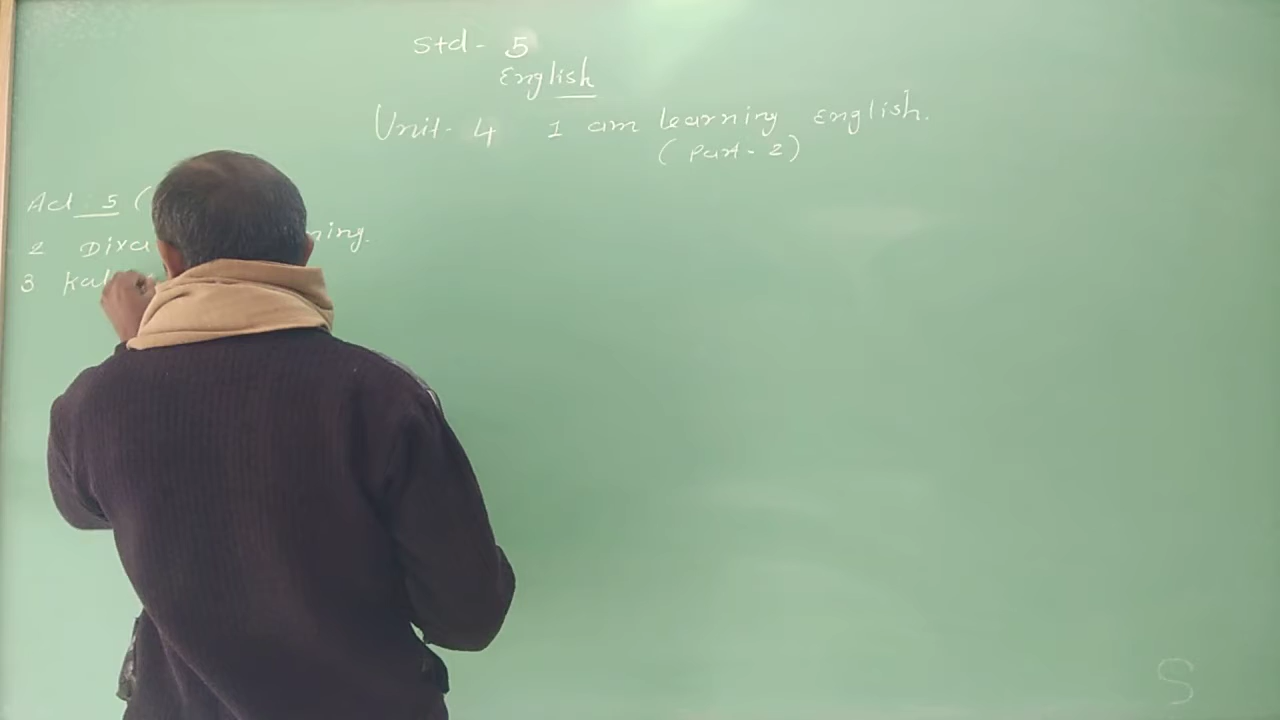 Std - 5
English
Unit - 4 I am learning English.
(Part - 2)
Act 5 (
2
3
S